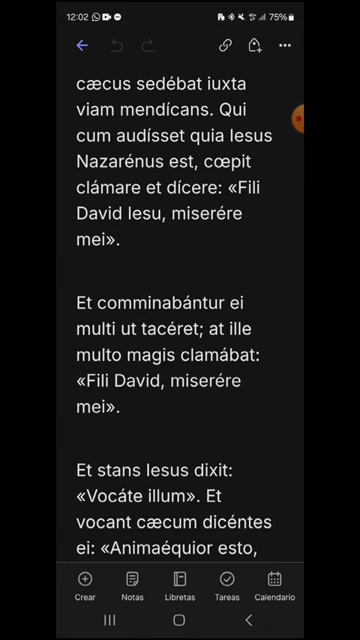 12:02
75%
cæcus sedébat iuxta
viam mendícans. Qui
cum audísset quia Iesus
Nazarénus est, cœpit
clámare et dícere: «Fili
David Iesu, miserére
mei».
Et comminabántur ei
multi ut tacéret; at ille
multo magis clamábat:
«Fili David, miserére
mei».
Et stans Iesus dixit:
«Vocáte illum». Et
vocant cæcum dicéntes
ei: «Animaéquior esto,
Crear Notas Libretas Tareas Calendario